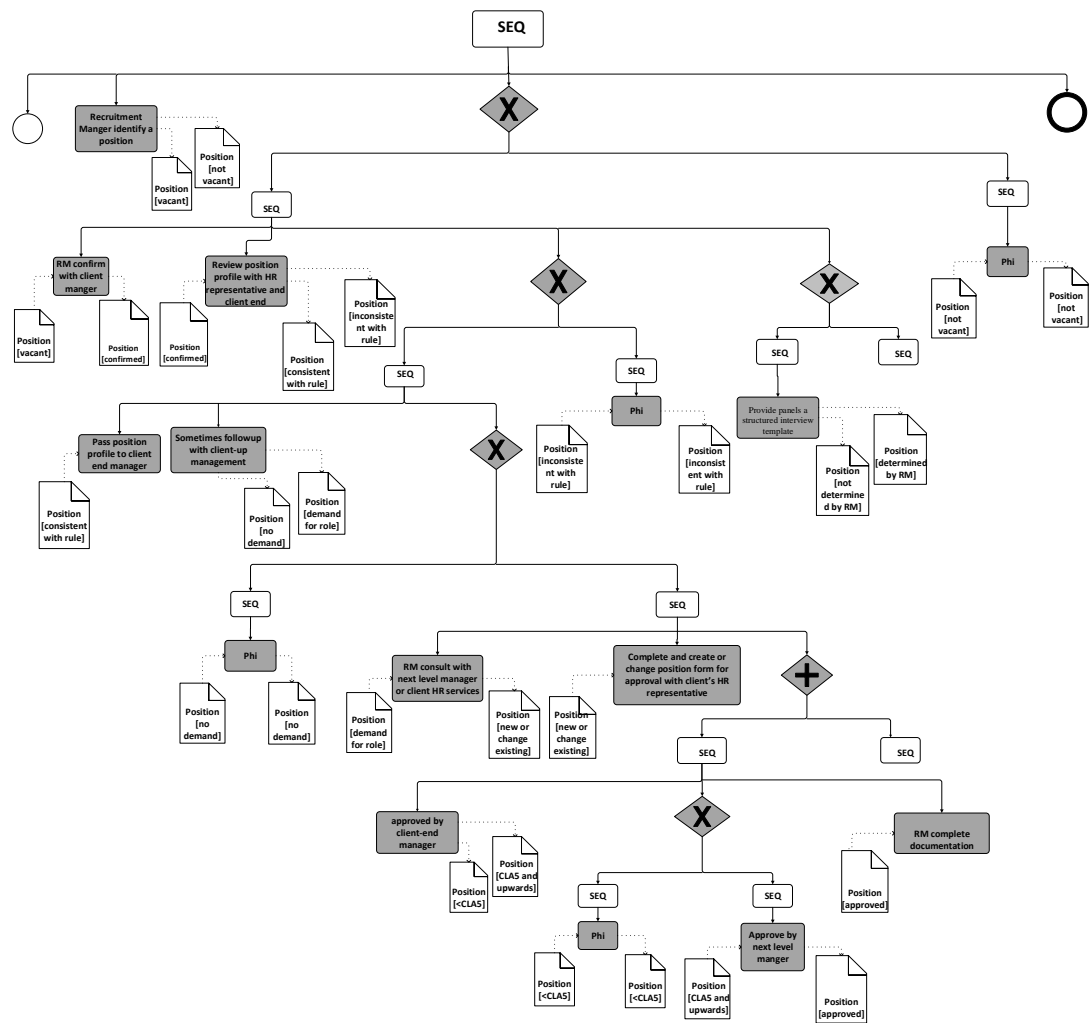 SEQ
X
Recruitment
Manger identify a
position
Position
[vacant]
Position
[not
vacant]
SEQ
SEQ
RM confirm
with client
manger
Position
[vacant]
Position
[confirmed]
Review position
profile with HR
representative and
client end
Position
[confirmed]
Position
[consistent
with rule]
Position
[inconsiste
nt with
rule]
X
X
Phi
Position
[not
vacant]
Position
[not
vacant]
SEQ
SEQ
SEQ
SEQ
Pass position
profile to client
end manager
Position
[consistent
with rule]
Sometimes followup
with client-up
management
Position
[no
demand]
Position
[demand
for role]
X
Phi
Position
[inconsiste
nt with
rule]
Position
[inconsist
ent with
rule]
Provide panels a
structured interview
template
Position
[not
determine
d by RM]
Position
[determined
by RM]
SEQ
SEQ
Phi
Position
[no
demand]
Position
[no
demand]
RM consult with
next level manager
or client HR services
Position
[demand
for role]
Position
[new or
change
existing]
Complete and create or
change position form for
approval with client's HR
representative
Position
[new or
change
existing]
+
SEQ
SEQ
approved by
client-end
manager
Position
[<CLA5]
Position
[CLA5 and
upwards]
X
RM complete
documentation
Position
[approved]
SEQ
SEQ
Phi
Position
[<CLA5]
Position
[<CLA5]
Approve by
next level
manger
Position
[CLA5 and
upwards]
Position
[approved]